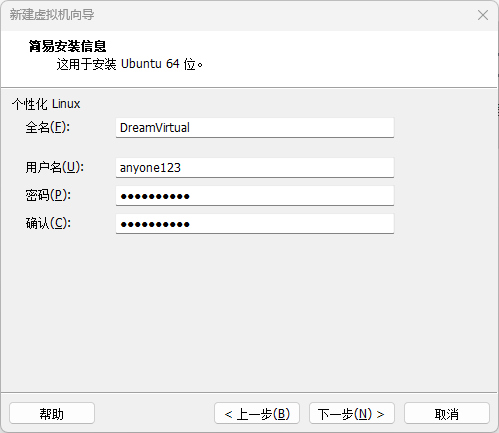 新建虚拟机向导
简易安装信息
这用于安装 Ubuntu 64 位。
个性化 Linux
全名(F): DreamVirtual
用户名(U): anyone123
密码(P): ●●●●●●●●●●
确认(C): ●●●●●●●●●●
帮助 < 上一步(B) 下一步(N) > 取消